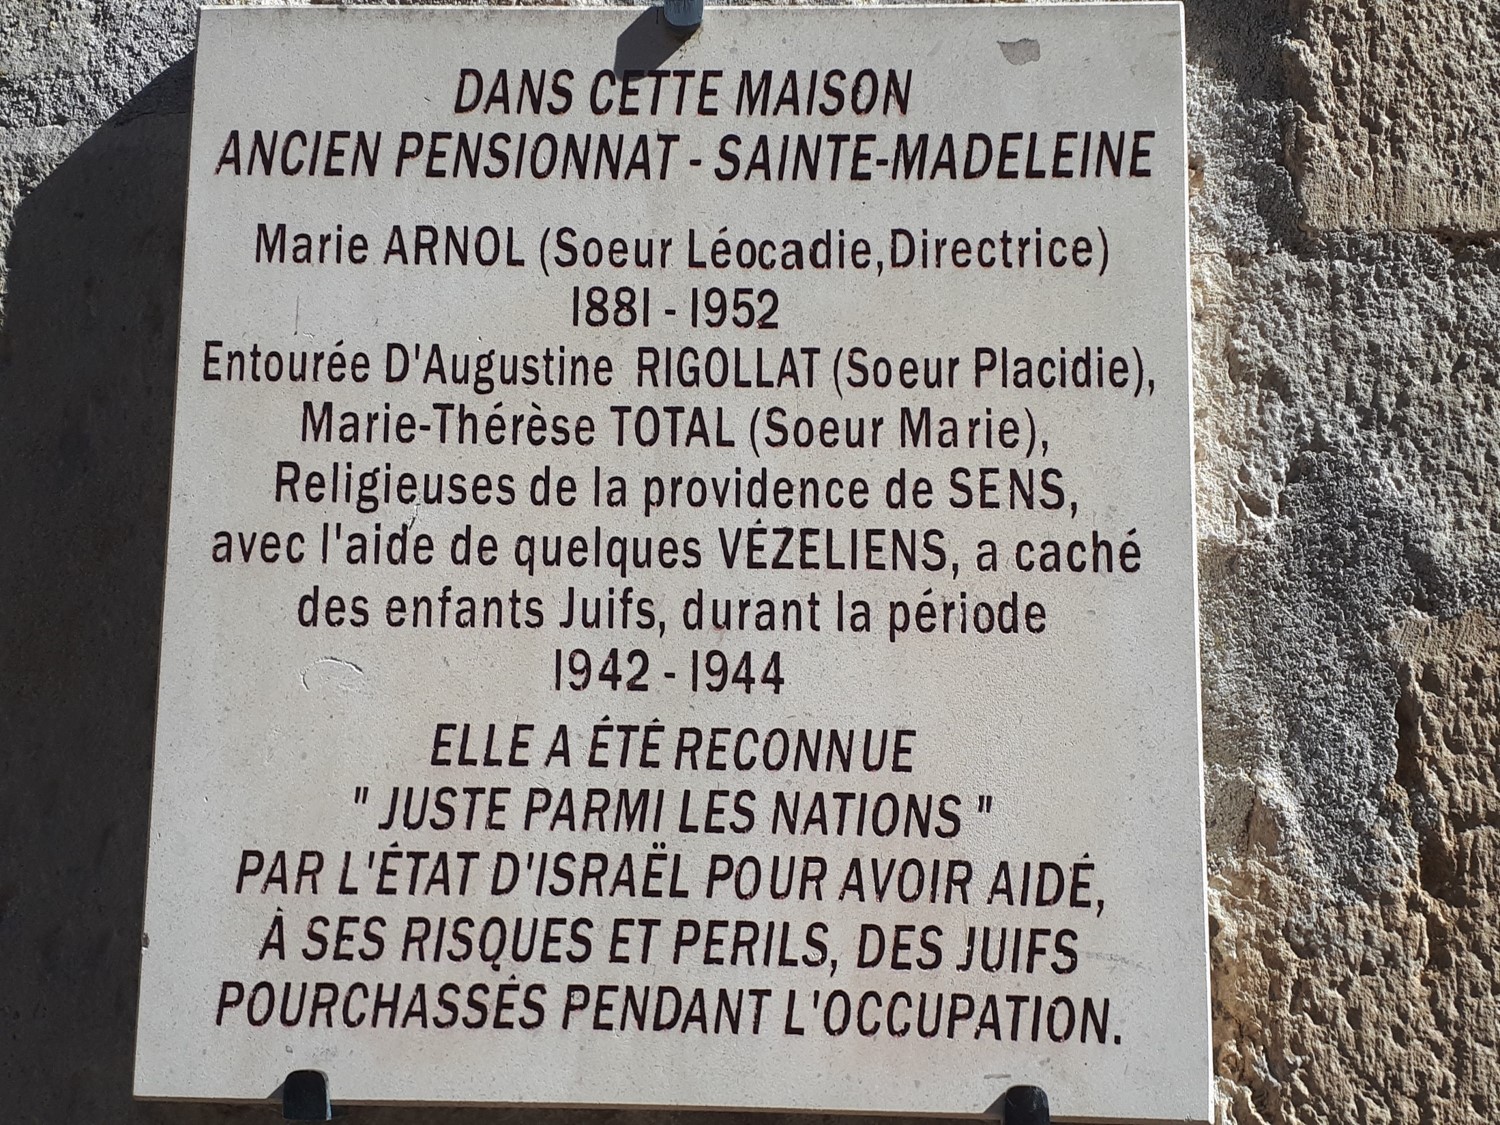 DANS CETTE MAISON
ANCIEN PENSIONNAT - SAINTE-MADELEINE
Marie ARNOL (Soeur Léocadie,Directrice)
1881 - 1952
Entourée D'Augustine RIGOLLAT (Soeur Placidie),
Marie-Thérèse TOTAL (Soeur Marie),
Religieuses de la providence de SENS,
avec l'aide de quelques VÉZELIENS, a caché
des enfants Juifs, durant la période
1942 - 1944
ELLE A ÉTÉ RECONNUE
" JUSTE PARMI LES NATIONS "
PAR L'ÉTAT D'ISRAËL POUR AVOIR AIDÉ,
À SES RISQUES ET PERILS, DES JUIFS
POURCHASSÉS PENDANT L'OCCUPATION.